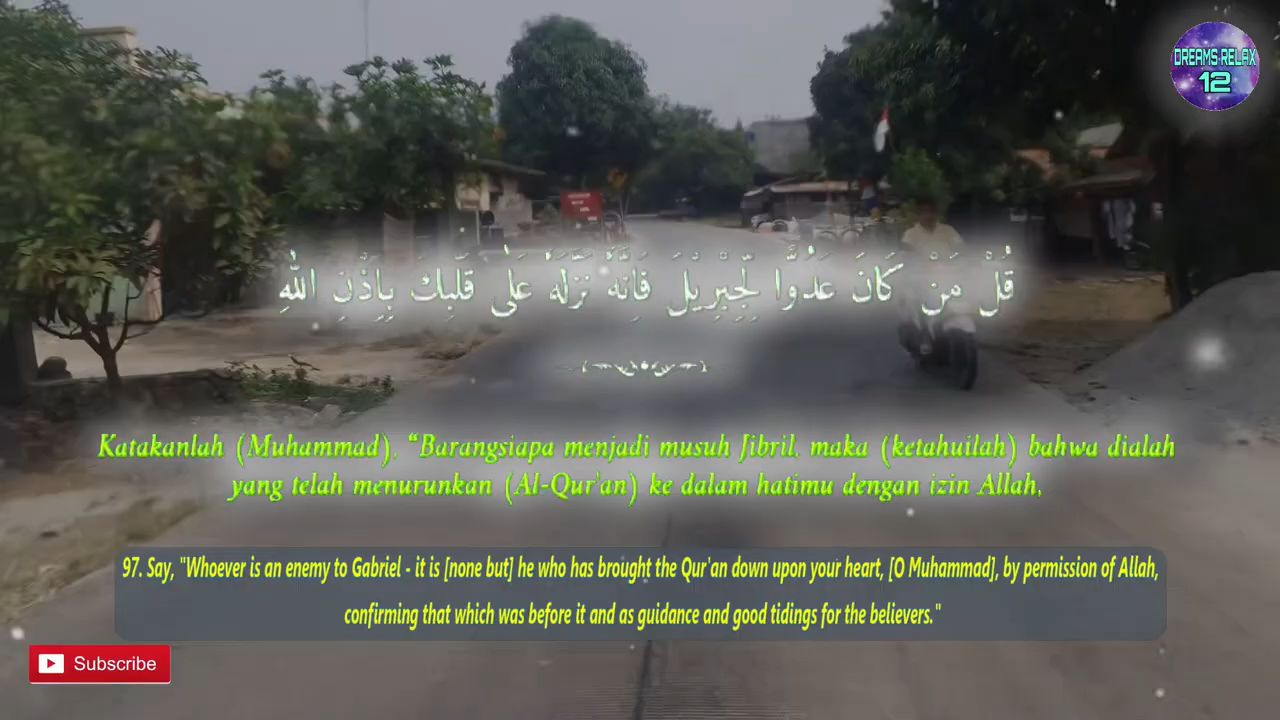 DREAMS RELAX
12
قُلْ مَنْ كَانَ عَدُوًّا لِّجِبْرِيْلَ فَاِنَّهٗ نَزَّلَهٗ عَلٰى قَلْبِكَ بِاِذْنِ اللّٰهِ
Katakanlah (Muhammad), “Barangsiapa menjadi musuh Jibril, maka (ketahuilah) bahwa dialah
yang telah menurunkan (Al-Qur'an) ke dalam hatimu dengan izin Allah,
97. Say, "Whoever is an enemy to Gabriel - it is [none but] he who has brought the Qur'an down upon your heart, [O Muhammad], by permission of Allah,
confirming that which was before it and as guidance and good tidings for the believers."
Subscribe